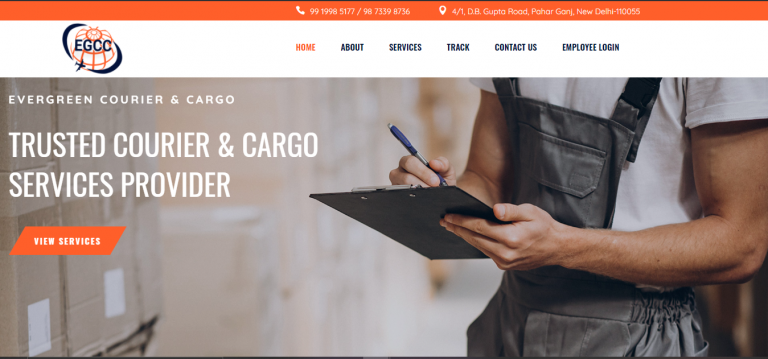 99 1998 5177 / 98 7339 8736
4/1, D.B. Gupta Road, Pahar Ganj, New Delhi-110055
EGCC
HOME
ABOUT
SERVICES
TRACK
CONTACT US
EMPLOYEE LOGIN
EVERGREEN COURIER & CARGO
TRUSTED COURIER & CARGO
SERVICES PROVIDER
VIEW SERVICES